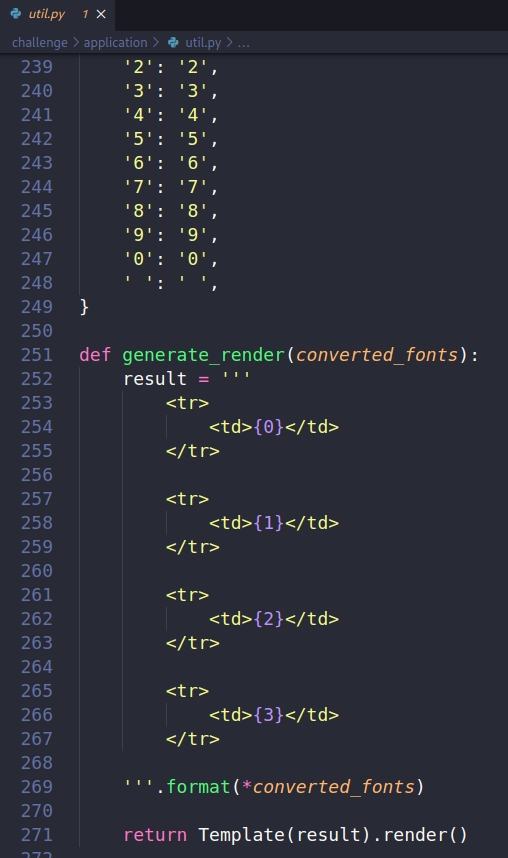 util.py 1 ×
challenge > application > util.py > ...
239 '2': '2',
240 '3': '3',
241 '4': '4',
242 '5': '5',
243 '6': '6',
244 '7': '7',
245 '8': '8',
246 '9': '9',
247 '0': '0',
248 ' ': ' ',
249 }
250
251 def generate_render(converted_fonts):
252 result = '''
253 <tr>
254 <td>{0}</td>
255 </tr>
256
257 <tr>
258 <td>{1}</td>
259 </tr>
260
261 <tr>
262 <td>{2}</td>
263 </tr>
264
265 <tr>
266 <td>{3}</td>
267 </tr>
268
269 '''.format(*converted_fonts)
270
271 return Template(result).render()